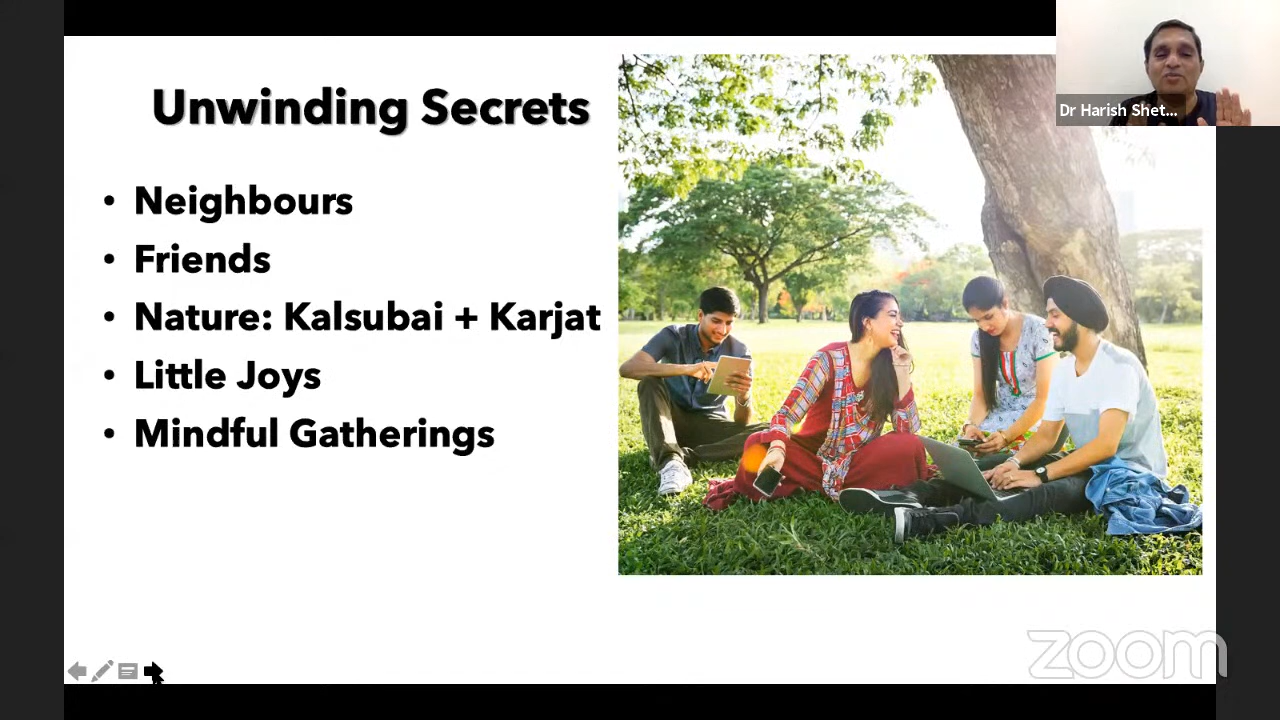 Unwinding Secrets
• Neighbours
• Friends
• Nature: Kalsubai + Karjat
• Little Joys
• Mindful Gatherings
Dr Harish Shet...
zoom